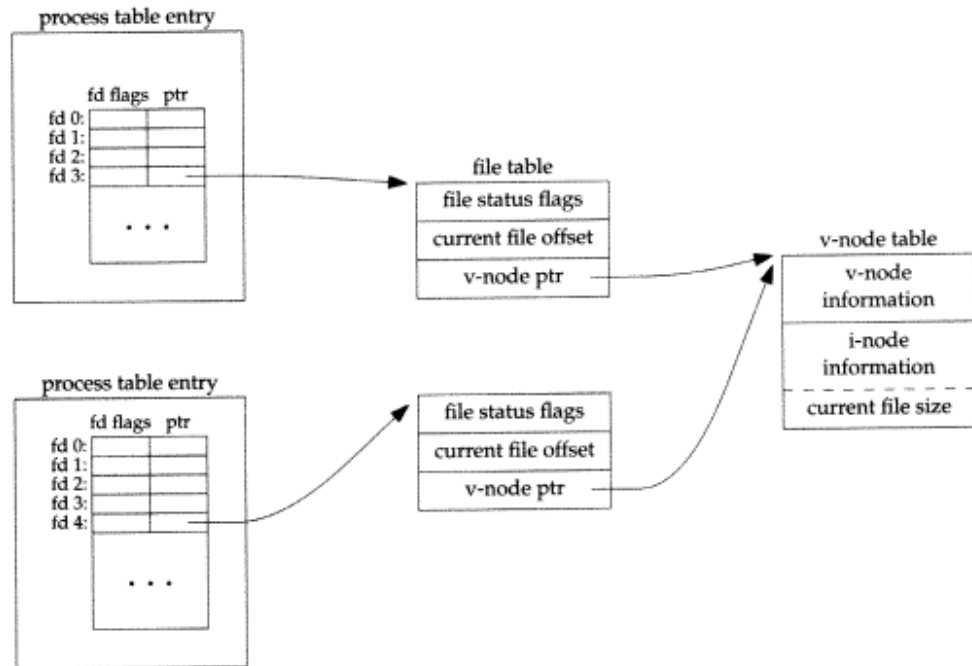 process table entry
fd flags ptr
fd 0:
fd 1:
fd 2:
fd 3:
. . .
file table
file status flags
current file offset
v-node ptr
v-node table
v-node
information
i-node
information
current file size
process table entry
fd flags ptr
fd 0:
fd 1:
fd 2:
fd 3:
fd 4:
. . .
file status flags
current file offset
v-node ptr